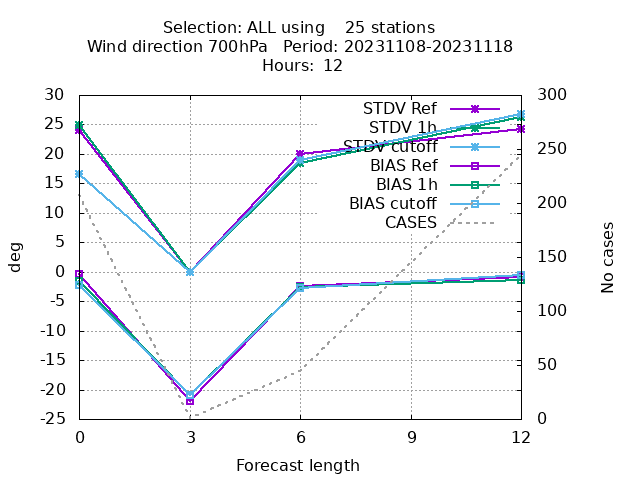 Selection: ALL using    25 stations
Wind direction 700hPa   Period: 20231108-20231118
Hours:  12
30
25
20
15
10
5
0
-5
-10
-15
-20
-25
deg
STDV Ref
STDV 1h
STDV cutoff
BIAS Ref
BIAS 1h
BIAS cutoff
CASES
300
250
200
150
100
50
0
No cases
0 3 6 9 12
Forecast length